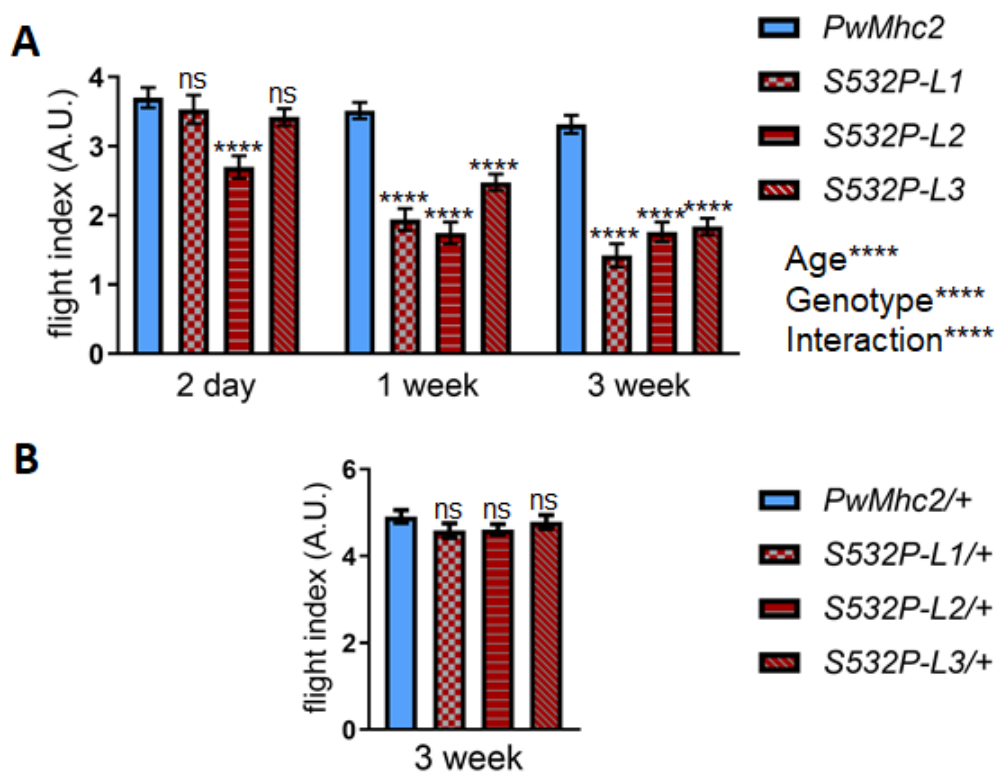 A
PwMhc2
S532P-L1
S532P-L2
S532P-L3
Age****
Genotype****
Interaction****
flight index (A.U.)
4
3
2
1
0
ns
****
ns
****
****
****
****
****
****
2 day
1 week
3 week
B
flight index (A.U.)
6
4
2
0
ns
ns
ns
3 week
PwMhc2/+
S532P-L1/+
S532P-L2/+
S532P-L3/+